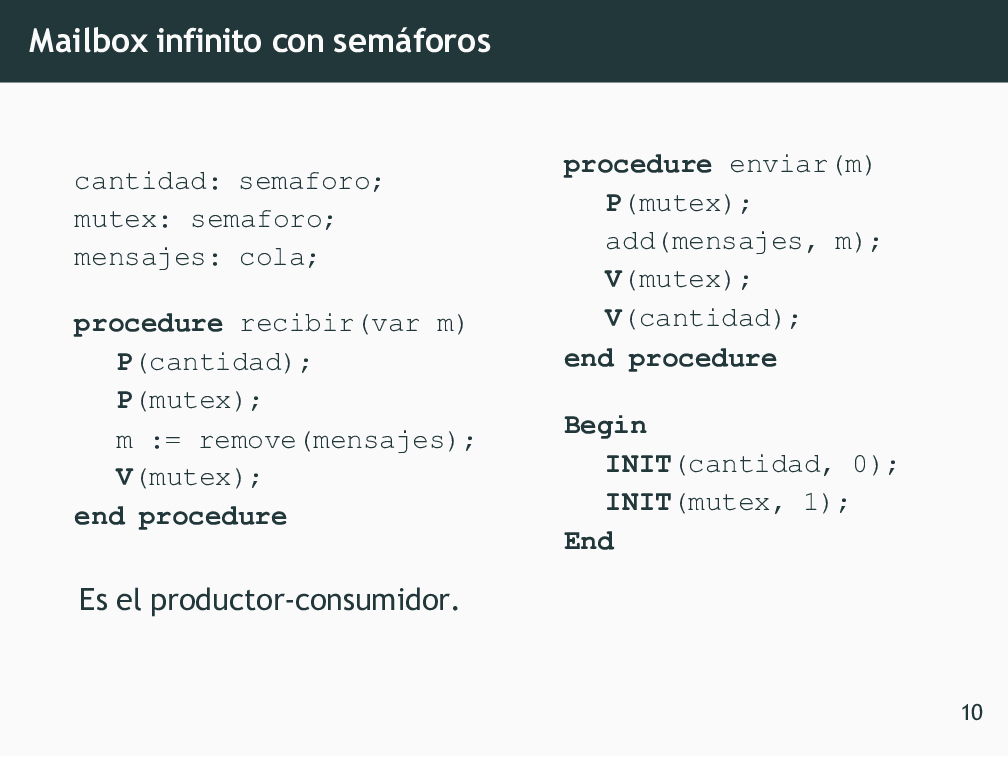 Mailbox infinito con semáforos
cantidad: semaforo;
mutex: semaforo;
mensajes: cola;
procedure recibir(var m)
P(cantidad);
P(mutex);
m := remove(mensajes);
V(mutex);
end procedure
Es el productor-consumidor.
procedure enviar(m)
P(mutex);
add(mensajes, m);
V(mutex);
V(cantidad);
end procedure
Begin
INIT(cantidad, 0);
INIT(mutex, 1);
End
10